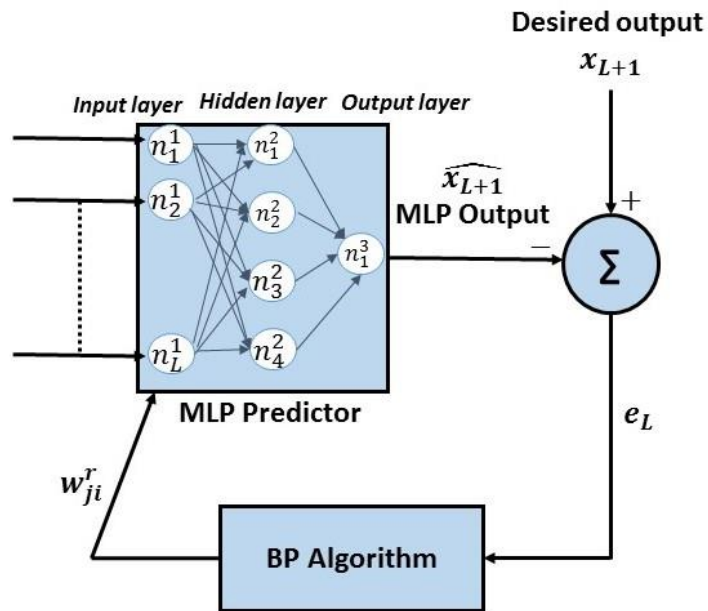 Desired output
x_{L+1}
Input layer Hidden layer Output layer
n_1^1 n_1^2
n_2^1 n_2^2
n_1^3
n_3^2
n_L^1 n_4^2
\widehat{x_{L+1}}
MLP Output
+
−
Σ
MLP Predictor
e_L
w_{ji}^r
BP Algorithm